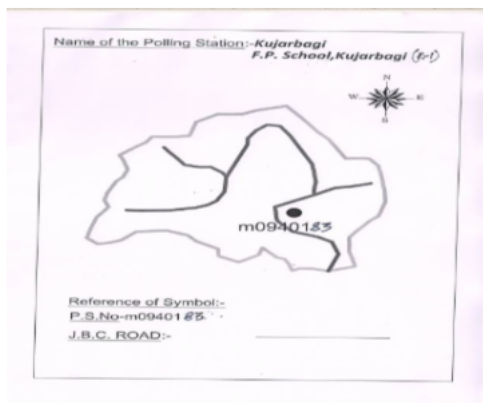 Name of the Polling Station:-Kujarbagi
F.P. School,Kujarbagi (R-1)
N
W
E
S
m0940183
Reference of Symbol:-
P.S.No-m0940183
J.B.C. ROAD:-